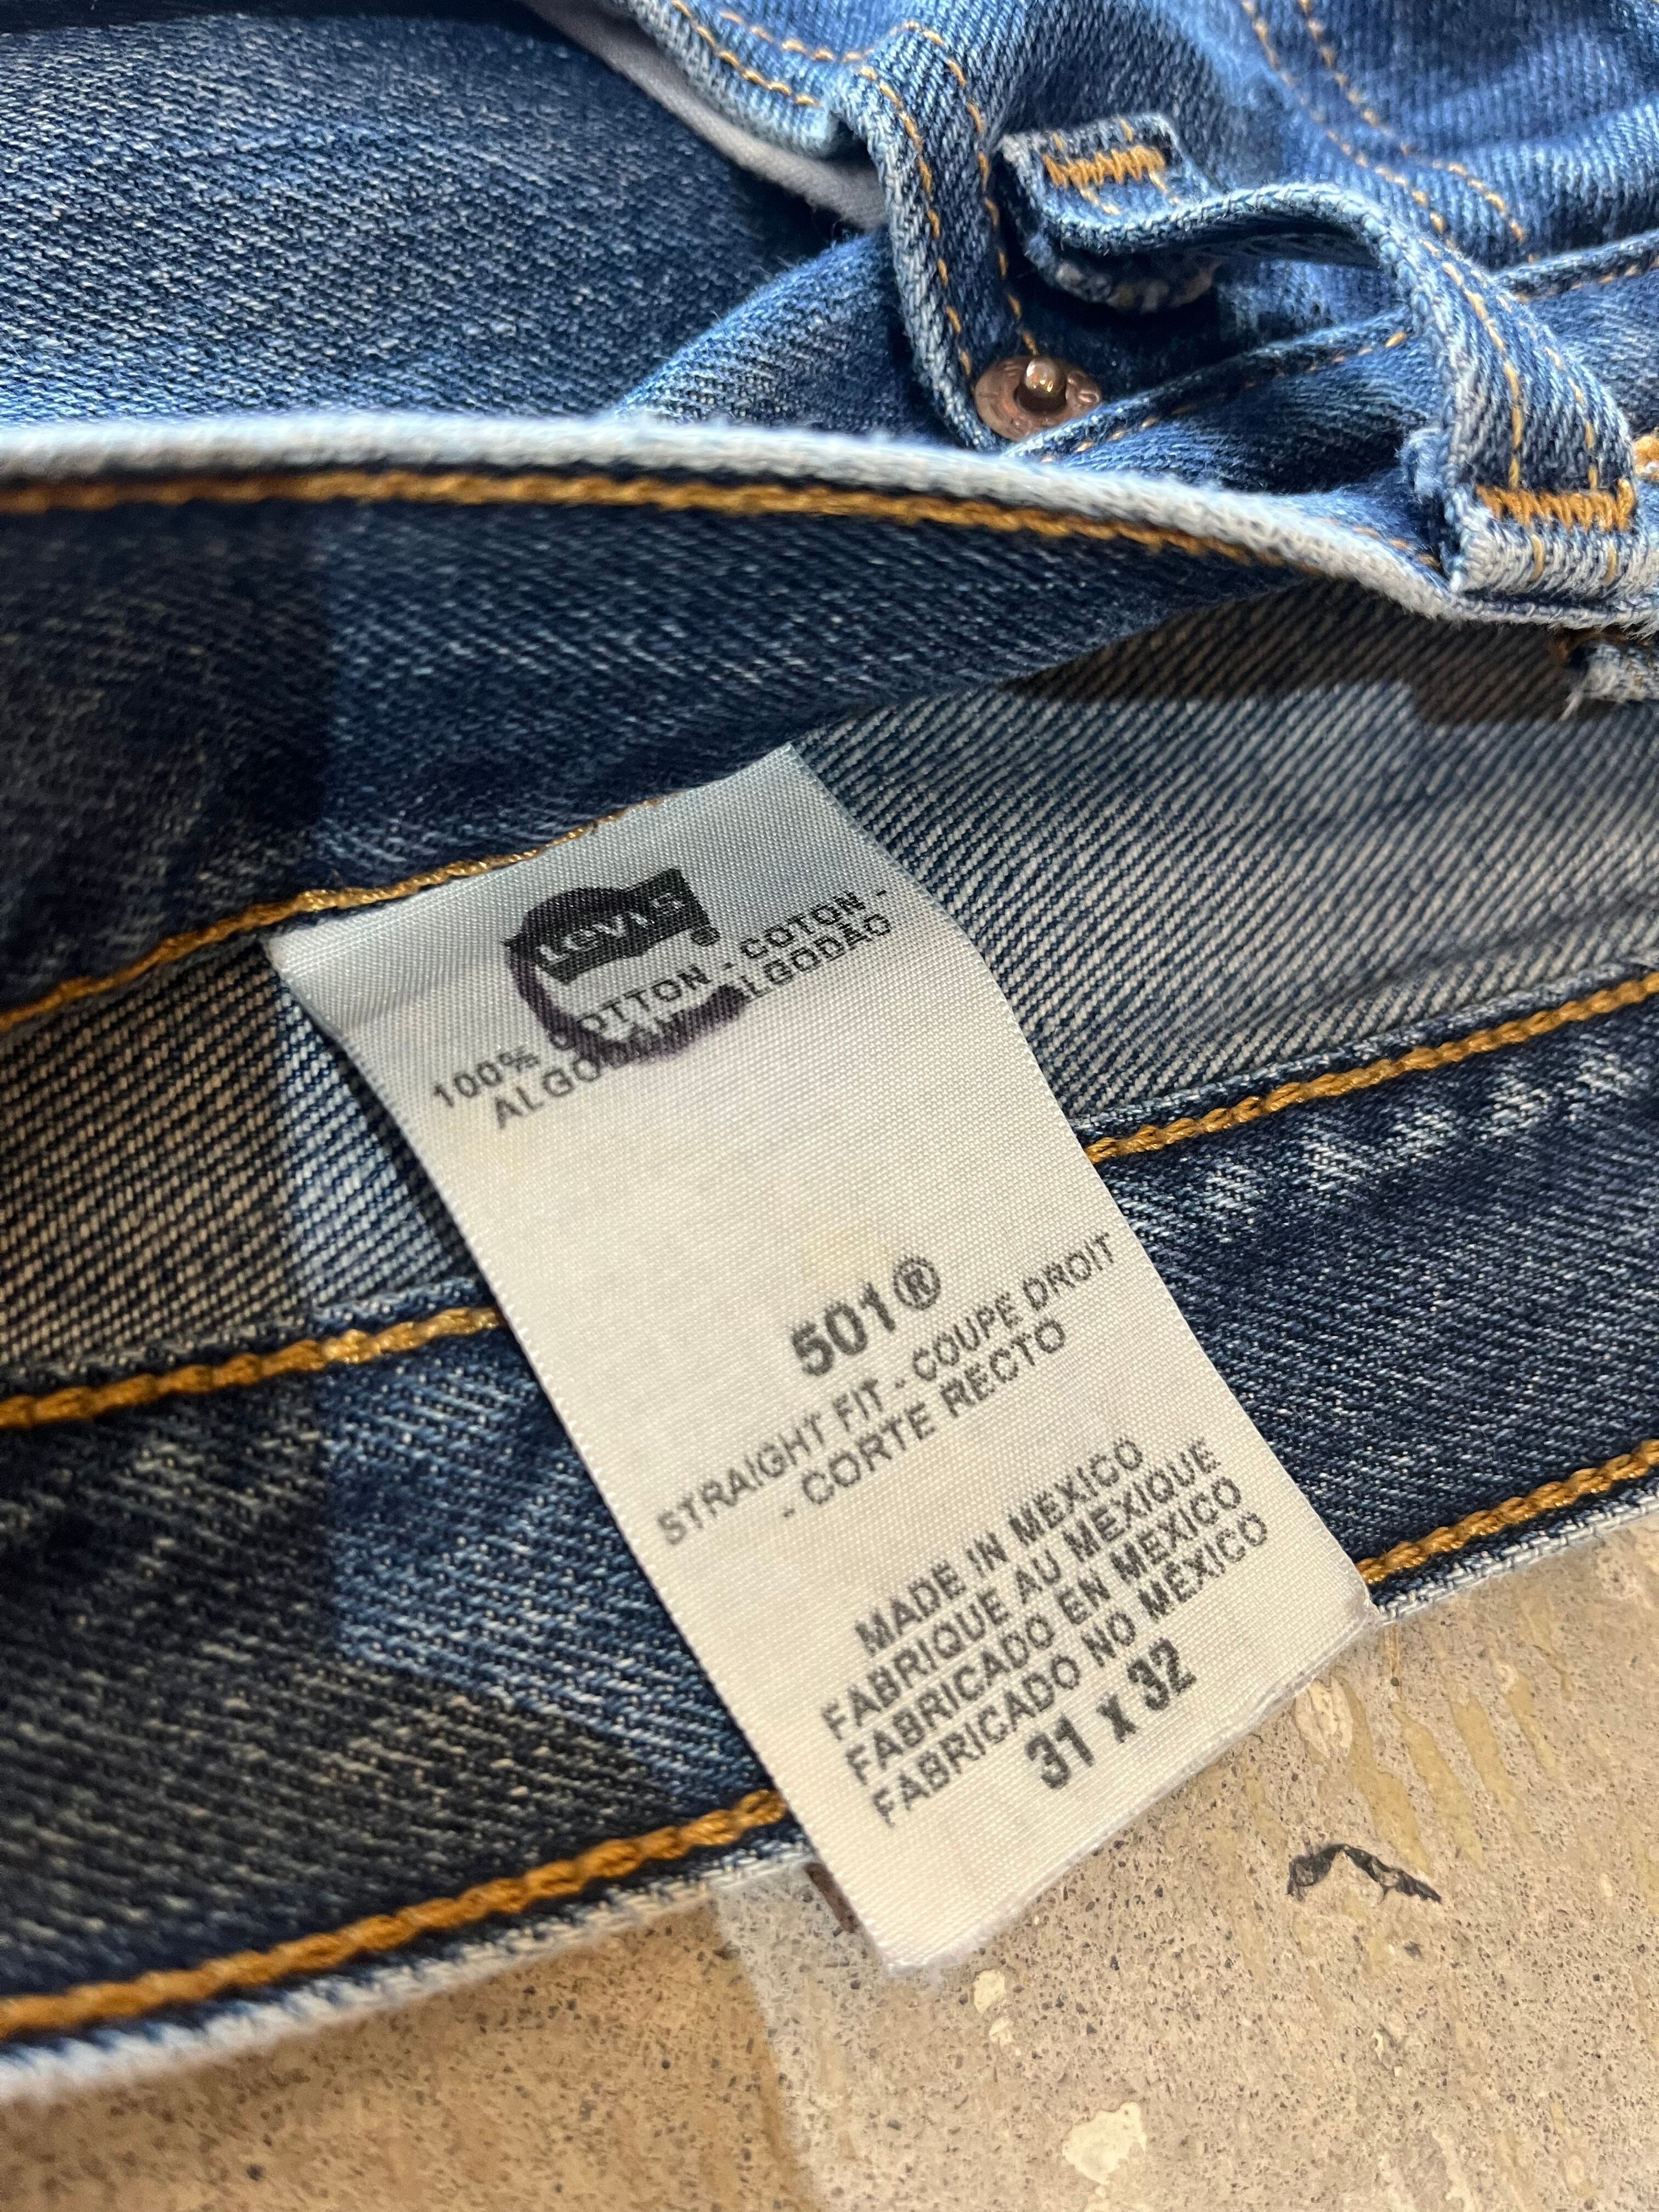 Levi's
100% COTTON - COTON -
ALGODÓN - ALGODÃO
501®
STRAIGHT FIT - COUPE DROIT
- CORTE RECTO
MADE IN MEXICO
FABRIQUE AU MEXIQUE
FABRICADO EN MEXICO
FABRICADO NO MÉXICO
31 x 32